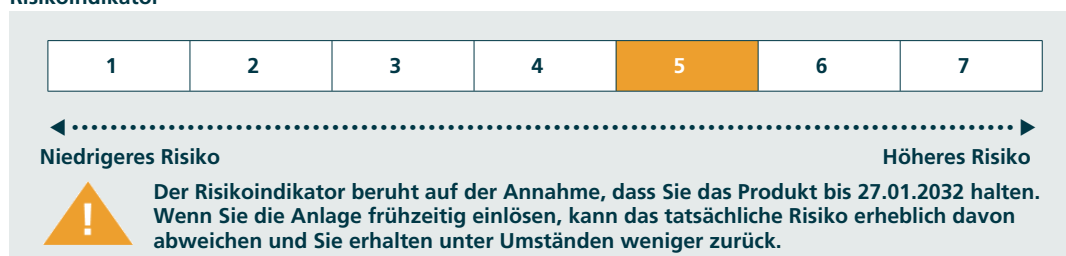 Risikoindikator
1 2 3 4 5 6 7
Niedrigeres Risiko Höheres Risiko
! Der Risikoindikator beruht auf der Annahme, dass Sie das Produkt bis 27.01.2032 halten.
Wenn Sie die Anlage frühzeitig einlösen, kann das tatsächliche Risiko erheblich davon
abweichen und Sie erhalten unter Umständen weniger zurück.